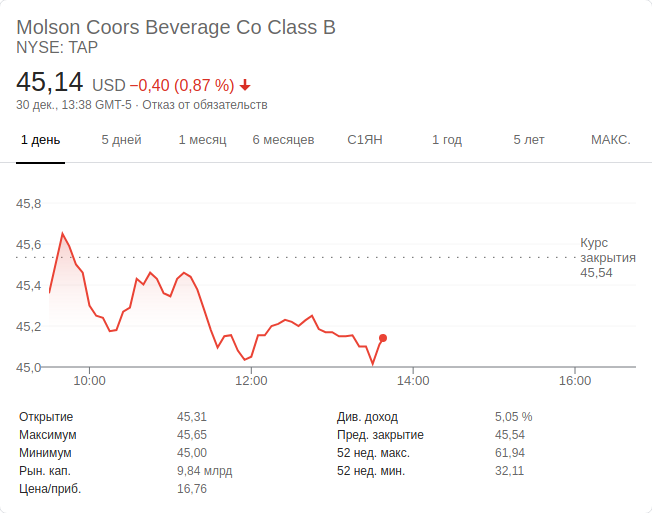 Molson Coors Beverage Co Class B
NYSE: TAP
45,14 USD −0,40 (0,87 %)
30 дек., 13:38 GMT-5 · Отказ от обязательств
1 день 5 дней 1 месяц 6 месяцев С1ЯН 1 год 5 лет МАКС.
45,8
45,6
45,4
45,2
45,0
Курс
закрытия
45,54
10:00 12:00 14:00 16:00
Открытие 45,31 Див. доход 5,05 %
Максимум 45,65 Пред. закрытие 45,54
Минимум 45,00 52 нед. макс. 61,94
Рын. кап. 9,84 млрд 52 нед. мин. 32,11
Цена/приб. 16,76